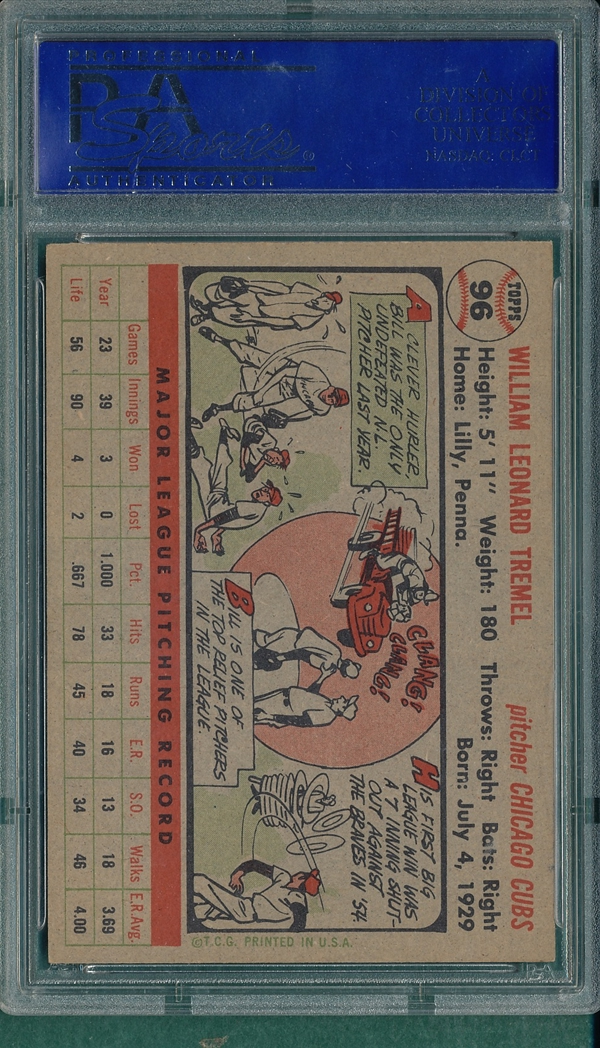 PROFESSIONAL
PSA
Sports
AUTHENTICATOR
A
DIVISION OF
COLLECTORS
UNIVERSE
NASDAQ: CLCT
TOPPS
96
WILLIAM LEONARD TREMEL pitcher CHICAGO CUBS
Height: 5' 11" Weight: 180 Throws: Right Bats: Right
Home: Lilly, Penna. Born: July 4, 1929
A CLEVER HURLER,
BILL WAS THE ONLY
UNDEFEATED N.L.
PITCHER LAST YEAR.
CLANG!
CLANG!
BILL IS ONE OF
THE TOP RELIEF PITCHERS
IN THE LEAGUE.
HIS FIRST BIG
LEAGUE WIN WAS
A 7 INNING SHUT-
OUT AGAINST
THE BRAVES IN '54.
MAJOR LEAGUE PITCHING RECORD
Games Innings Won Lost Pct. Hits Runs E.R. S.O. Walks E.R.Avg.
Year 23 39 3 0 1.000 33 18 16 13 18 3.69
Life 56 90 4 2 .667 78 45 40 34 46 4.00
©T.C.G. PRINTED IN U.S.A.